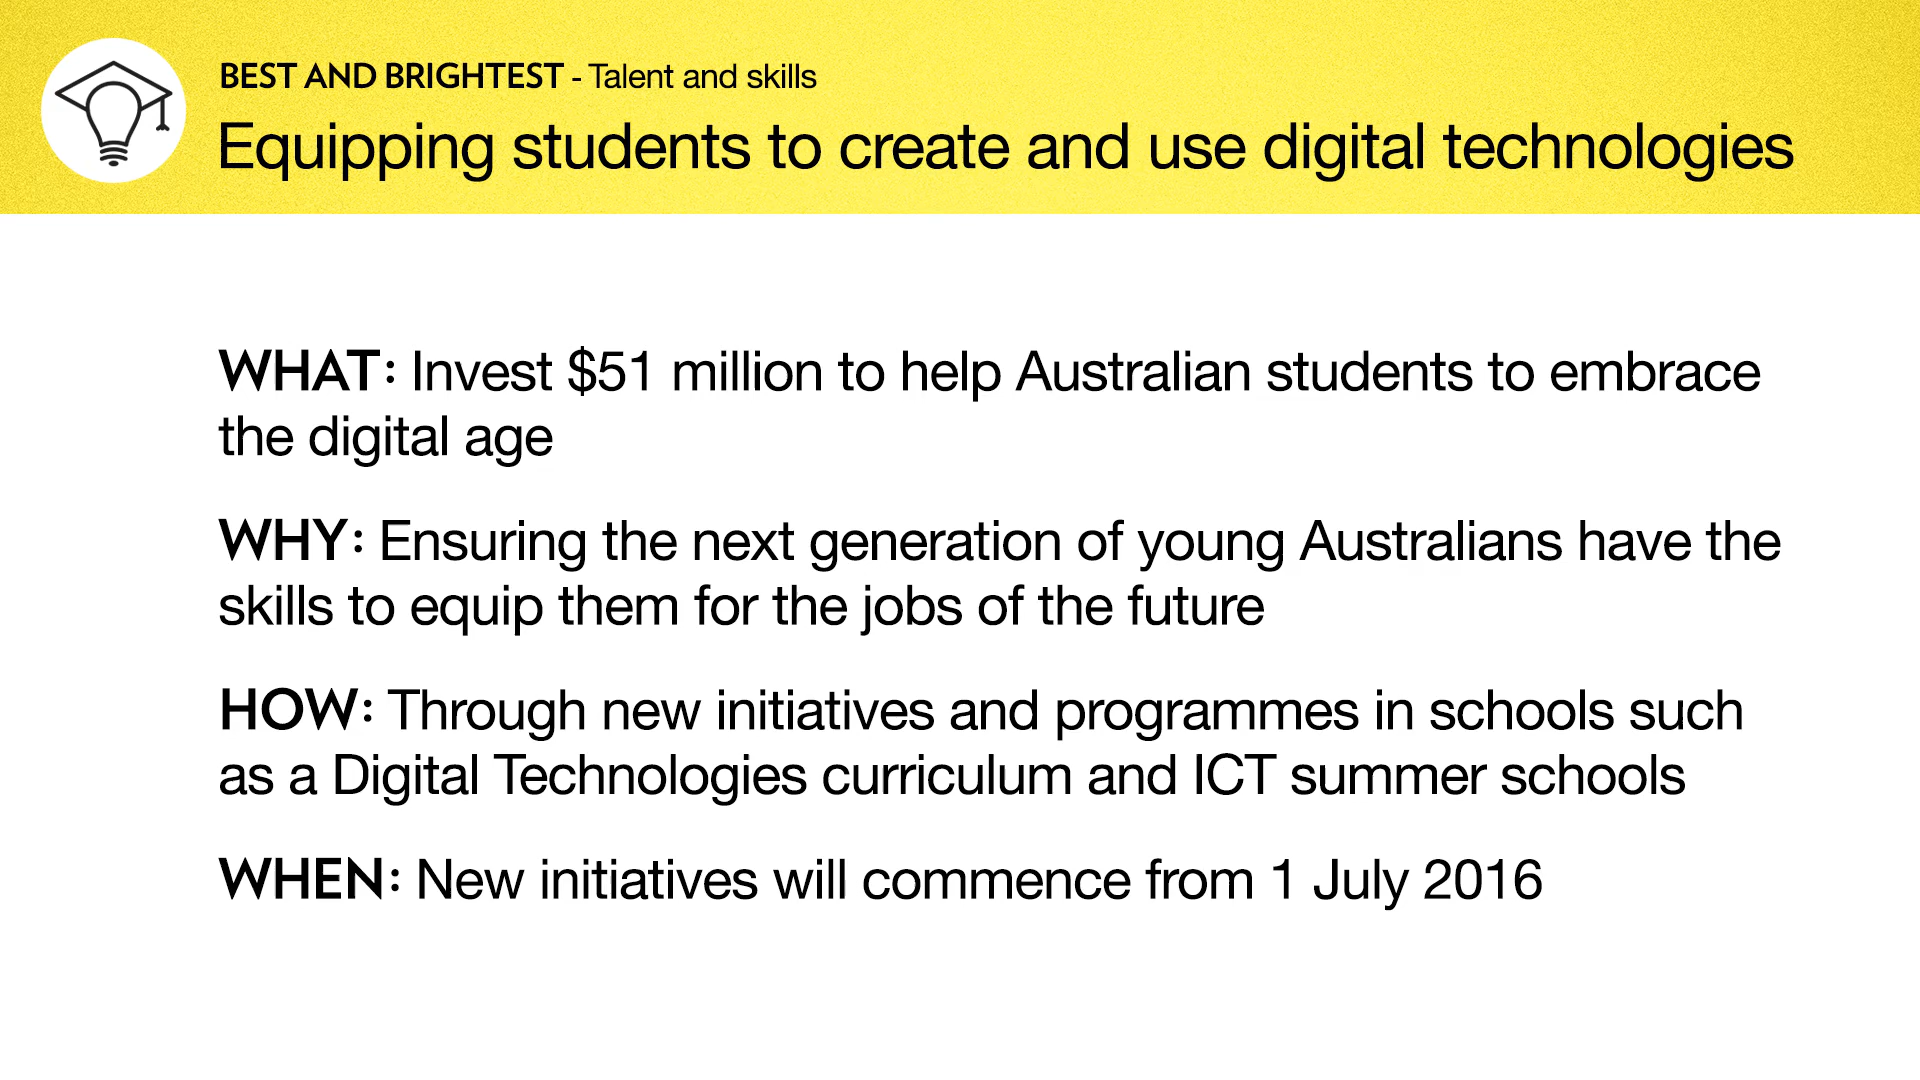 BEST AND BRIGHTEST - Talent and skills
Equipping students to create and use digital technologies
WHAT: Invest $51 million to help Australian students to embrace
the digital age
WHY: Ensuring the next generation of young Australians have the
skills to equip them for the jobs of the future
HOW: Through new initiatives and programmes in schools such
as a Digital Technologies curriculum and ICT summer schools
WHEN: New initiatives will commence from 1 July 2016